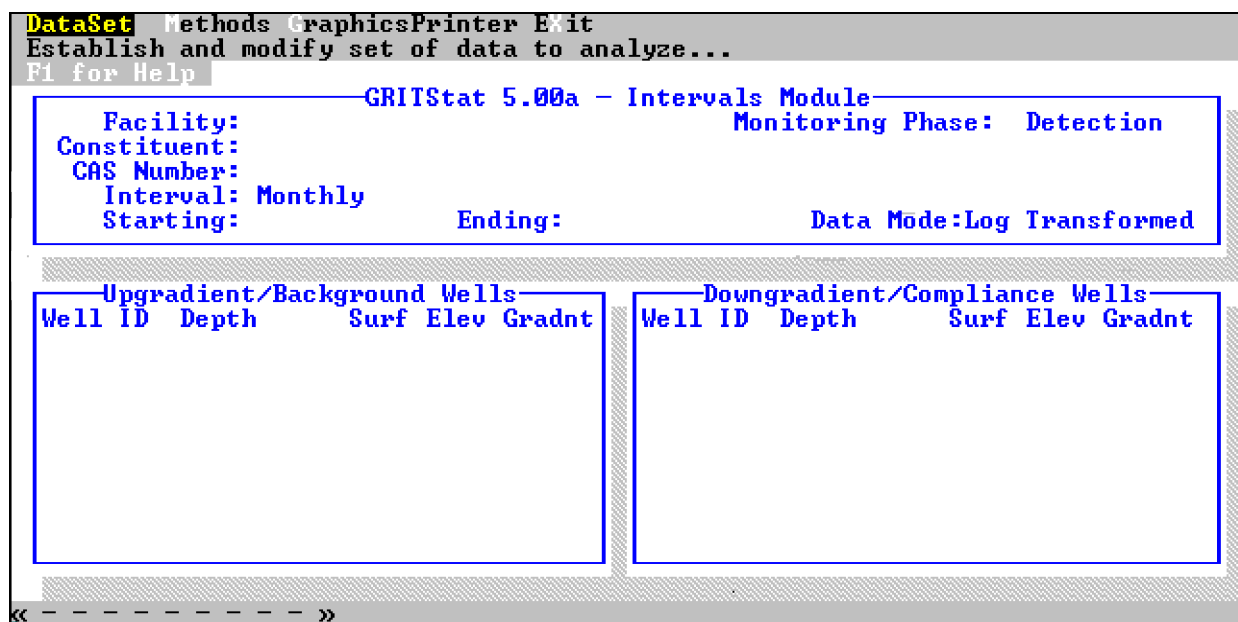 DataSet Methods GraphicsPrinter EXit
Establish and modify set of data to analyze...
F1 for Help
GRITStat 5.00a — Intervals Module
Facility: Monitoring Phase: Detection
Constituent:
CAS Number:
Interval: Monthly
Starting: Ending: Data Mode:Log Transformed
Upgradient/Background Wells Downgradient/Compliance Wells
Well ID Depth Surf Elev Gradnt Well ID Depth Surf Elev Gradnt
« - - - - - - - - - - »